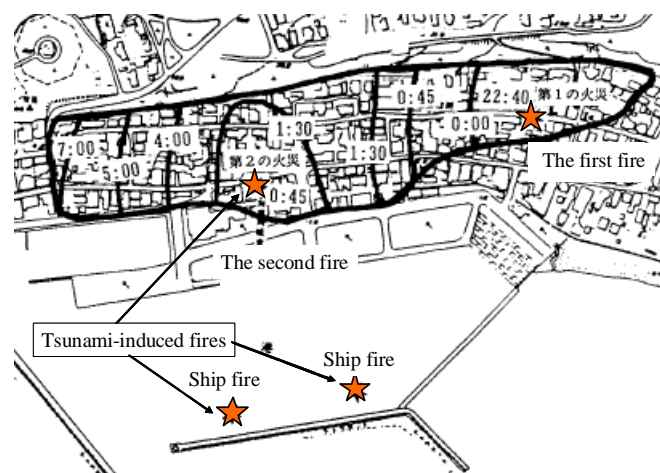 0:45
22:40 第1の火災
7:00
4:00
1:30
0:00
5:00
第2の火災
1:30
The first fire
0:45
The second fire
Tsunami-induced fires
Ship fire
Ship fire